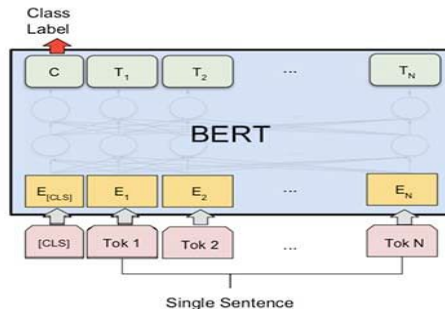 Class
Label
C T1 T2 ... TN
BERT
E[CLS] E1 E2 ... EN
[CLS] Tok 1 Tok 2 ... Tok N
Single Sentence